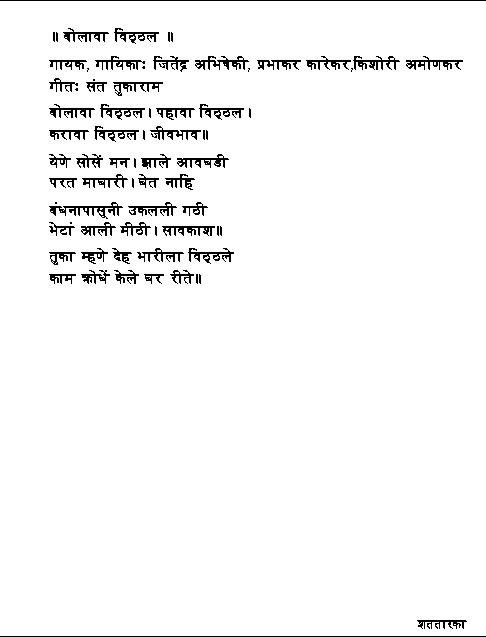 ॥ बोलावा विठ्ठल ॥
गायक, गायिकाः जितेंद्र अभिषेकी, प्रभाकर कारेकर,किशोरी अमोणकर
गीतः संत तुकाराम
बोलावा विठ्ठल। पहावा विठ्ठल।
करावा विठ्ठल। जीवभाव॥
येणे सोसें मन। झाले आवघडी
परत माघारी। घेत नाहि
बंधनापासुनी उकलली गठी
भेटां आली मीठी। सावकाश॥
तुका म्हणे देह भारीला विठ्ठले
काम क्रोधें केले घर रीते॥
शततारका